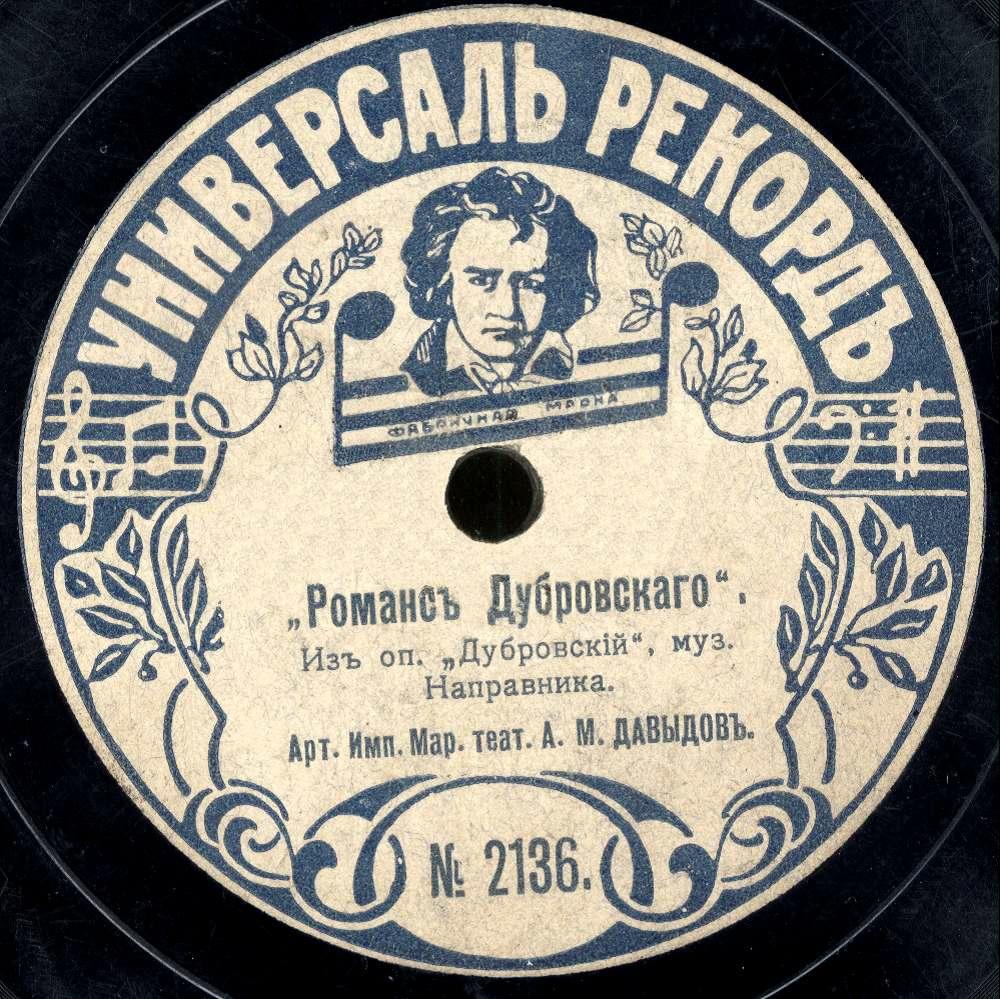 УНИВЕРСАЛЬ РЕКОРДЪ
ФАБРИЧНАЯ МАРКА
„Романсъ Дубровскаго“.
Изъ оп. „Дубровскій“, муз.
Направника.
Арт. Имп. Мар. теат. А. М. ДАВЫДОВЪ.
№ 2136.